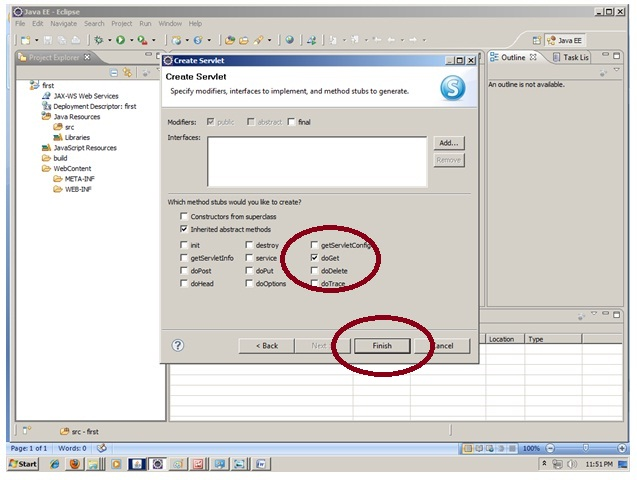 Java EE - Eclipse
File Edit Navigate Search Project Run Window Help
Java EE
Project Explorer
first
JAX-WS Web Services
Deployment Descriptor: first
Java Resources
src
Libraries
JavaScript Resources
build
WebContent
META-INF
WEB-INF
Create Servlet
Create Servlet
Specify modifiers, interfaces to implement, and method stubs to generate.
S
Modifiers: public abstract final
Interfaces:
Add...
Remove
Which method stubs would you like to create?
Constructors from superclass
Inherited abstract methods
init destroy getServletConfig
getServletInfo service doGet
doPost doPut doDelete
doHead doOptions doTrace
? < Back Next Finish Cancel
Outline Task Lis
An outline is not available.
Location Type
src - first
Page: 1 of 1 Words: 0 100%
Start 11:51 PM